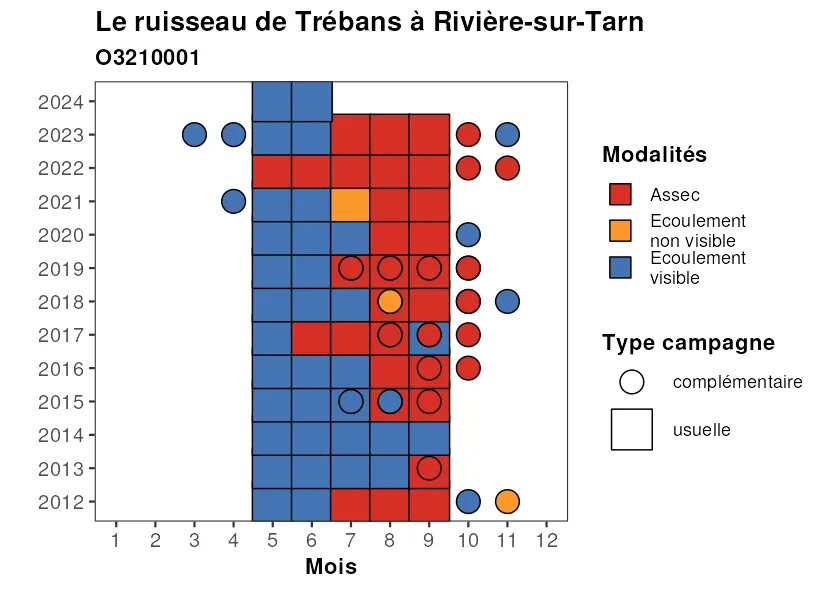 Le ruisseau de Trébans à Rivière-sur-Tarn
O3210001
2024
2023
2022
2021
2020
2019
2018
2017
2016
2015
2014
2013
2012
1 2 3 4 5 6 7 8 9 10 11 12
Mois
Modalités
Assec
Ecoulement
non visible
Ecoulement
visible
Type campagne
complémentaire
usuelle